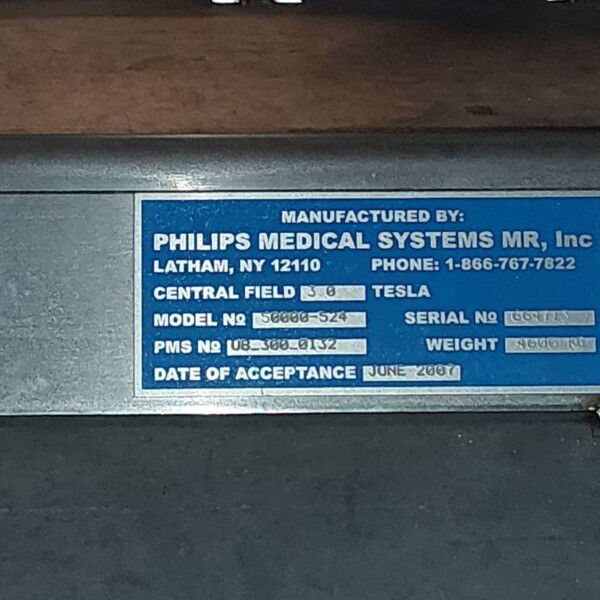 MANUFACTURED BY:
PHILIPS MEDICAL SYSTEMS MR, Inc
LATHAM, NY 12110 PHONE: 1-866-767-7822
CENTRAL FIELD 3.0 TESLA
MODEL Nº 50000-524 SERIAL Nº
PMS Nº WEIGHT
DATE OF ACCEPTANCE JUNE 2007